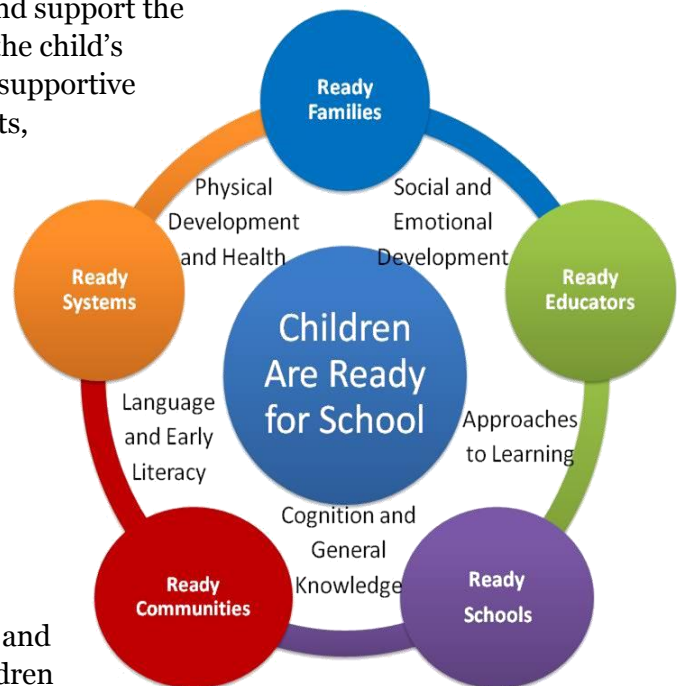 nd support the
the child’s
supportive
ts,
Ready
Families
Physical
Development
and Health
Social and
Emotional
Development
Ready
Systems
Ready
Educators
Children
Are Ready
for School
Language
and Early
Literacy
Approaches
to Learning
Cognition and
General
Knowledge
Ready
Communities
Ready
Schools
and
dren